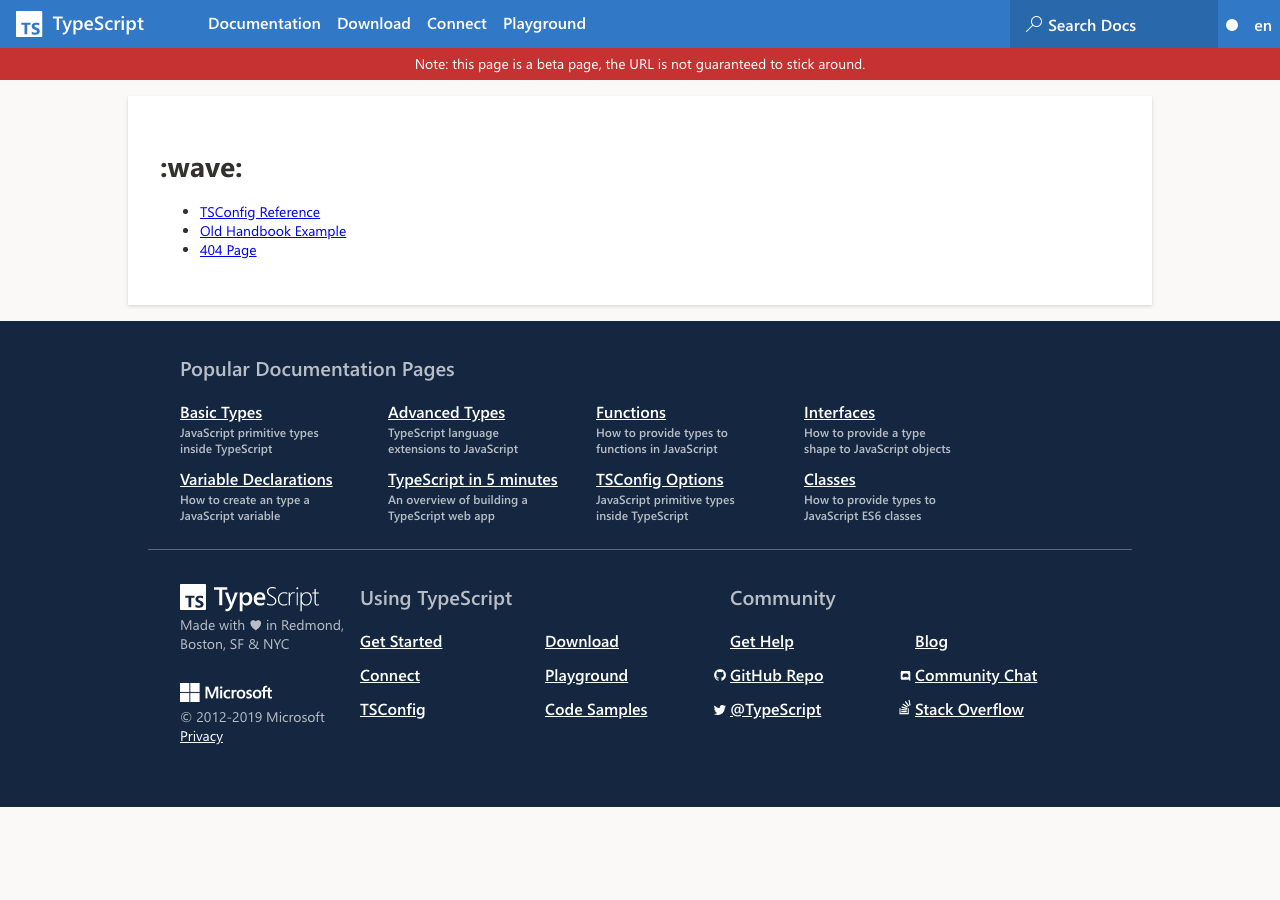 TS TypeScript Documentation Download Connect Playground Search Docs en
Note: this page is a beta page, the URL is not guaranteed to stick around.
:wave:
TSConfig Reference
Old Handbook Example
404 Page
Popular Documentation Pages
Basic Types
JavaScript primitive types
inside TypeScript
Advanced Types
TypeScript language
extensions to JavaScript
Functions
How to provide types to
functions in JavaScript
Interfaces
How to provide a type
shape to JavaScript objects
Variable Declarations
How to create an type a
JavaScript variable
TypeScript in 5 minutes
An overview of building a
TypeScript web app
TSConfig Options
JavaScript primitive types
inside TypeScript
Classes
How to provide types to
JavaScript ES6 classes
TS TypeScript
Made with ♥ in Redmond,
Boston, SF & NYC
Microsoft
© 2012-2019 Microsoft
Privacy
Using TypeScript
Get Started
Download
Connect
Playground
TSConfig
Code Samples
Community
Get Help
Blog
GitHub Repo
Community Chat
@TypeScript
Stack Overflow